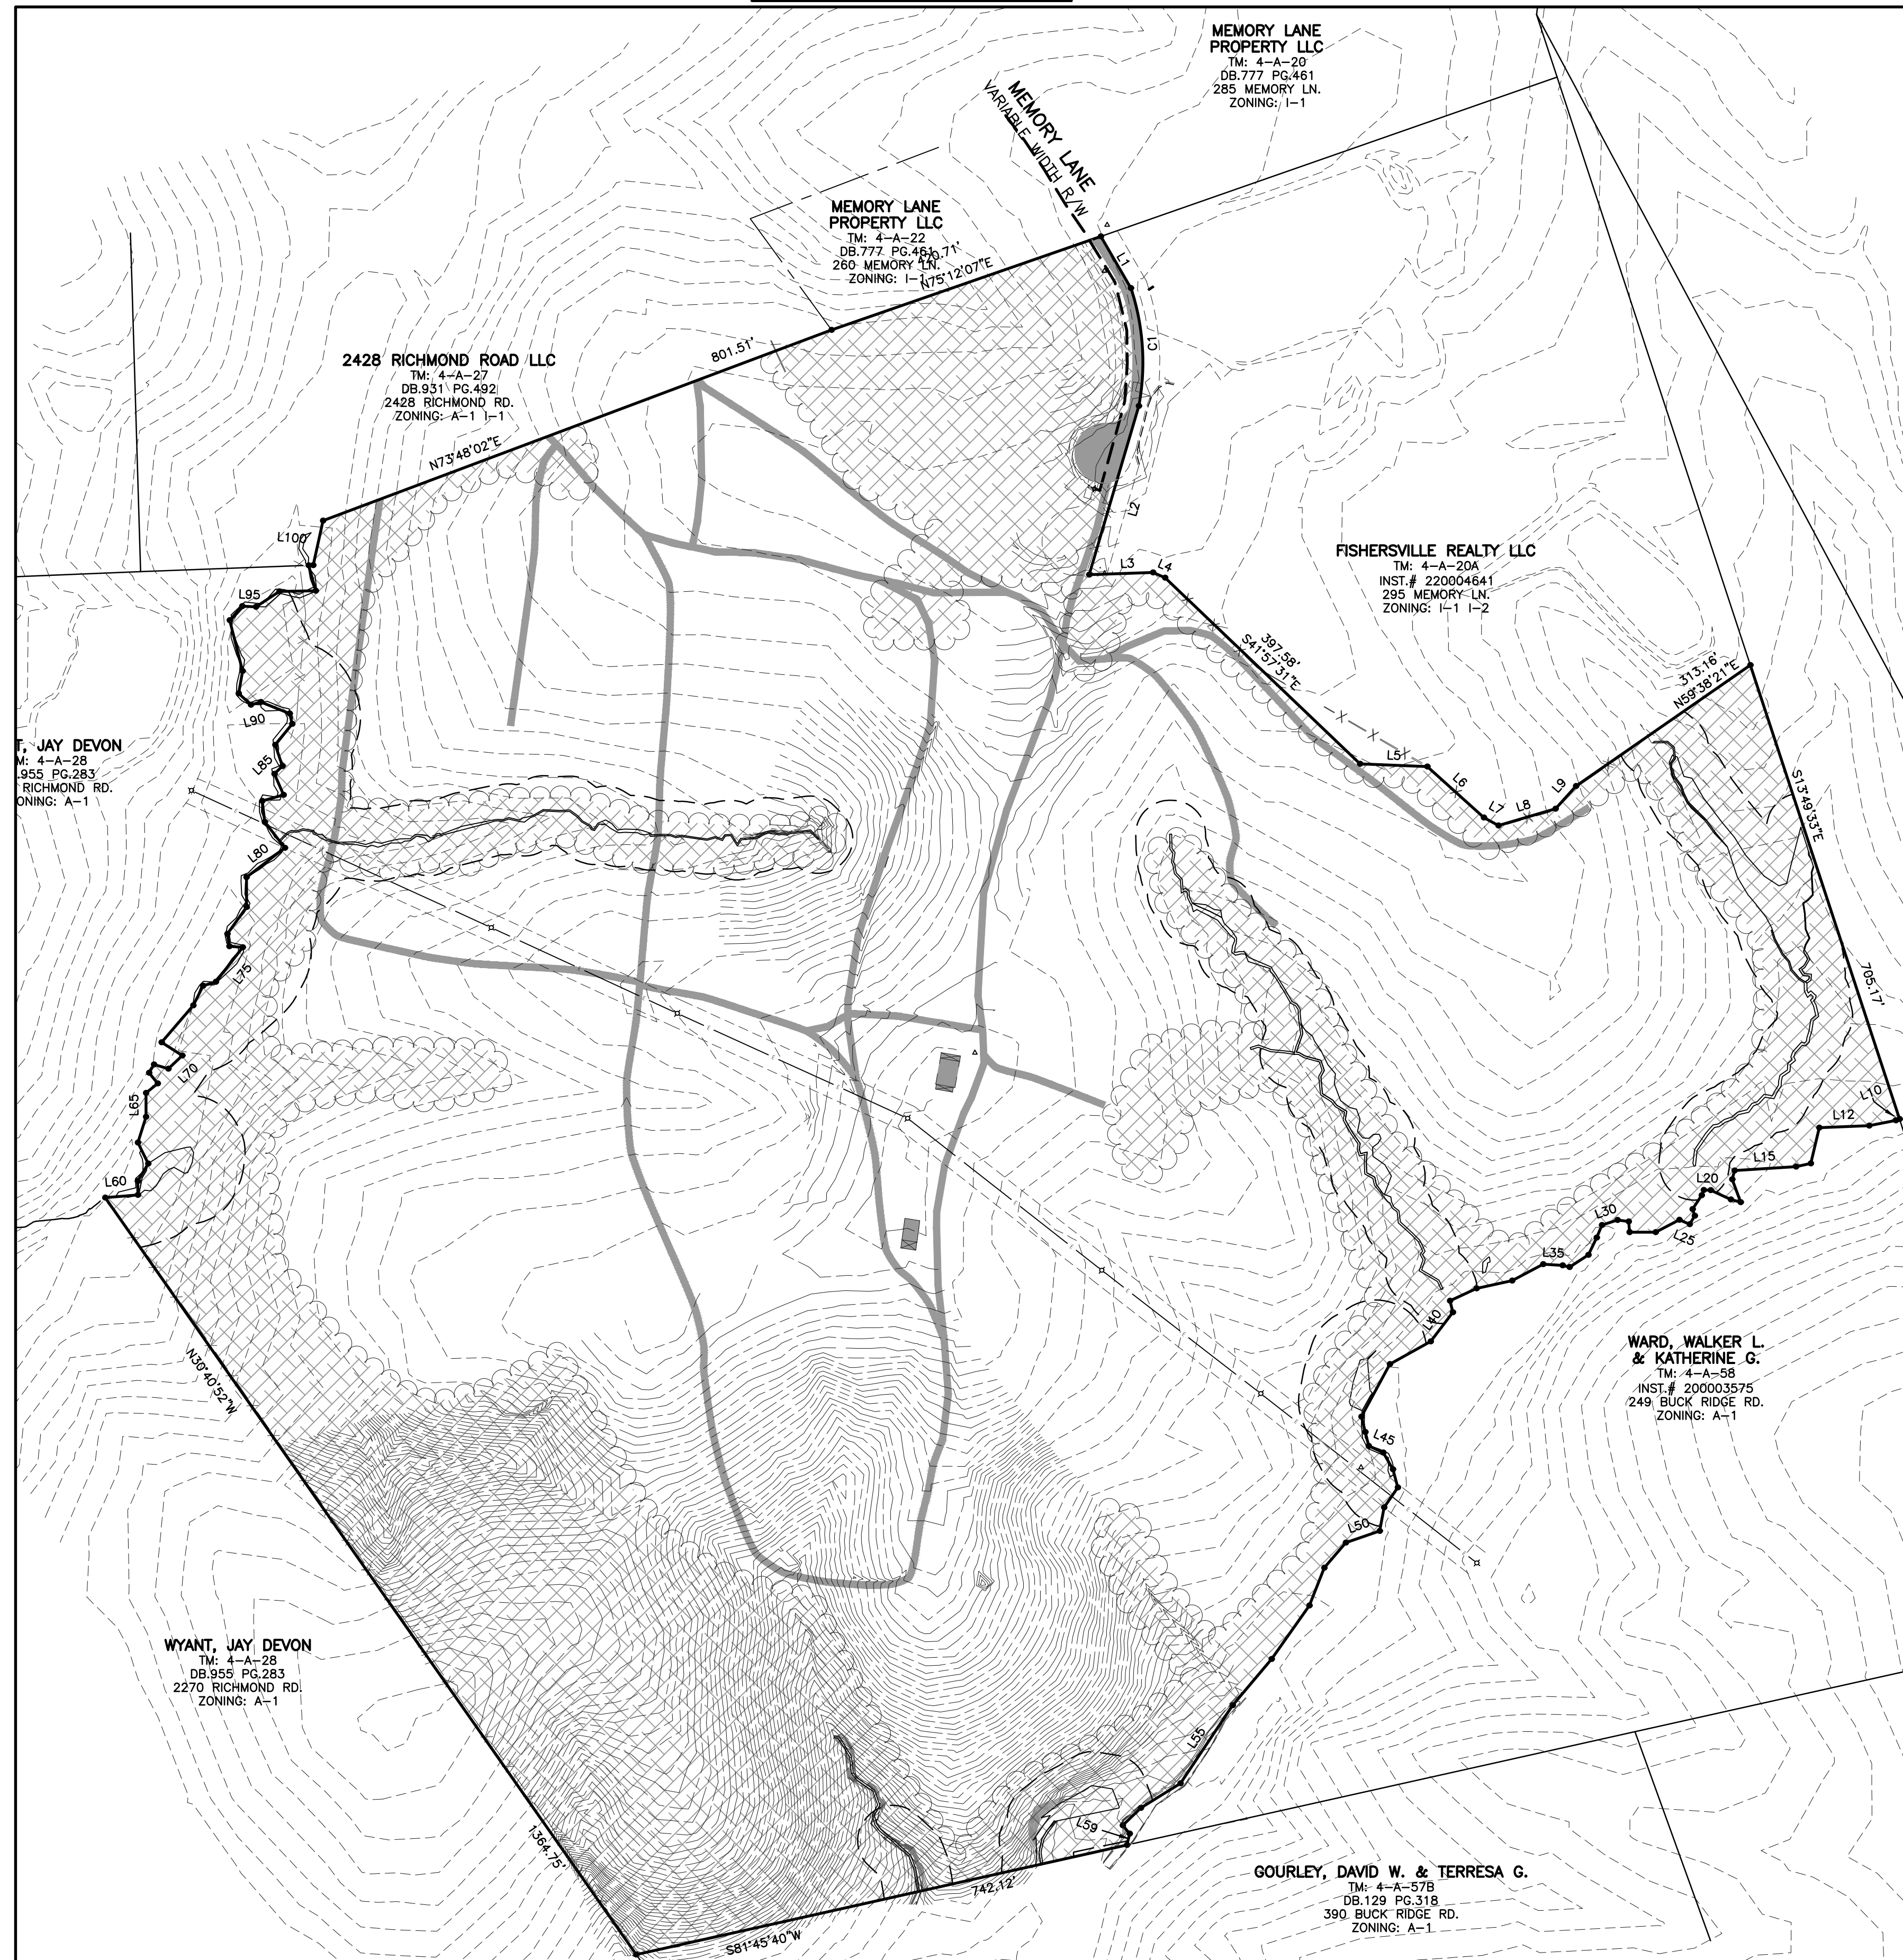 MEMORY LANE
PROPERTY LLC
TM: 4-A-20
DB.777 PG.461
285 MEMORY LN.
ZONING: I-1
MEMORY LANE
VARIABLE WIDTH R/W
MEMORY LANE
PROPERTY LLC
TM: 4-A-22
DB.777 PG.461
260 MEMORY LN.
ZONING: I-1
N75°12'07"E
L1
C1
L2
801.51'
2428 RICHMOND ROAD LLC
TM: 4-A-27
DB.931 PG.492
2428 RICHMOND RD.
ZONING: A-1 I-1
N73°48'02"E
L100
L3
L4
FISHERSVILLE REALTY LLC
TM: 4-A-20A
INST.# 220004641
295 MEMORY LN.
ZONING: I-1 I-2
L95
397.58'
S41°57'31"E
313.16'
N59°38'21"E
L90
T, JAY DEVON
M: 4-A-28
.955 PG.283
RICHMOND RD.
ONING: A-1
L85
L5
L6
L7
L8
L9
S13°49'33"E
L80
L75
705.17'
L70
L65
L10
L12
L15
L60
L20
L25
L30
L35
L40
N30°40'52"W
WARD, WALKER L.
& KATHERINE G.
TM: 4-A-58
INST.# 200003575
249 BUCK RIDGE RD.
ZONING: A-1
L45
L50
WYANT, JAY DEVON
TM: 4-A-28
DB.955 PG.283
2270 RICHMOND RD.
ZONING: A-1
L55
L59
1364.75'
GOURLEY, DAVID W. & TERRESA G.
TM: 4-A-57B
DB.129 PG.318
390 BUCK RIDGE RD.
ZONING: A-1
742.12'
S81°45'40"W